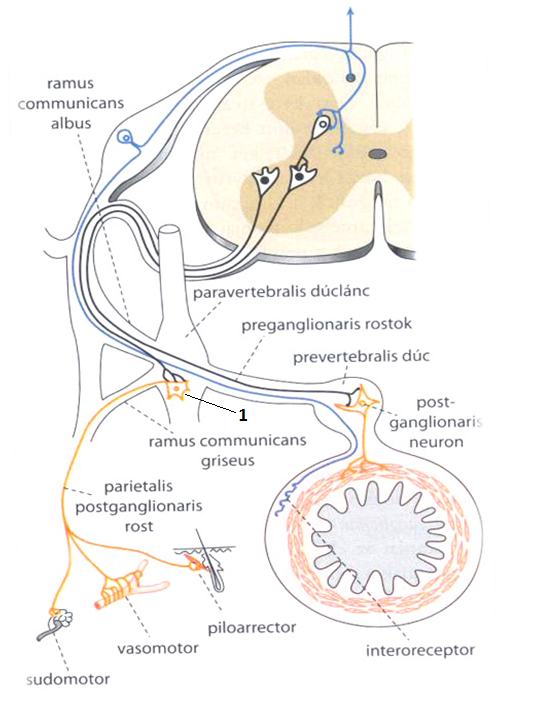 ramus
communicans
albus
paravertebralis dúclánc
preganglionaris rostok
prevertebralis dúc
1
post-
ganglionaris
neuron
ramus communicans
griseus
parietalis
postganglionaris
rost
piloarrector
vasomotor
interoreceptor
sudomotor